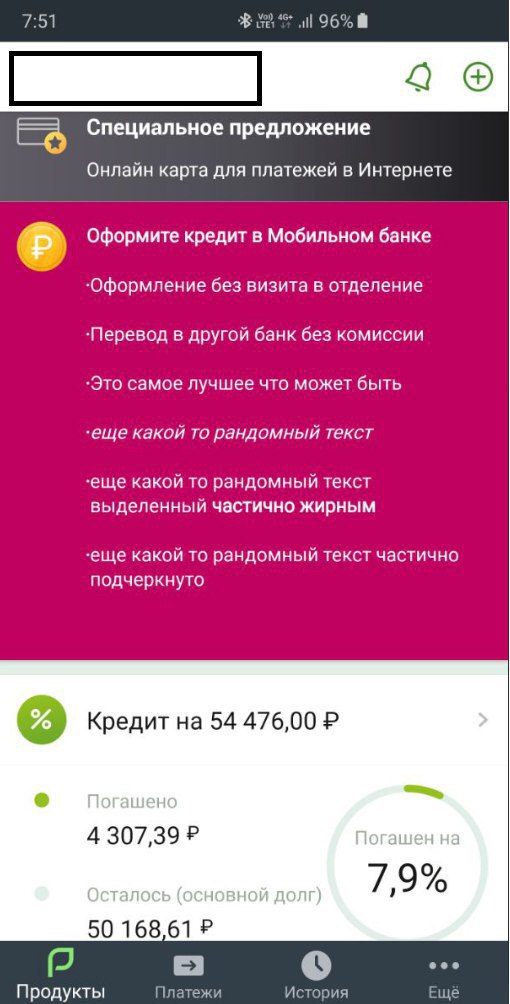 7:51
Vo) LTE1 4G+ 96%
Специальное предложение
Онлайн карта для платежей в Интернете
Оформите кредит в Мобильном банке
·Оформление без визита в отделение
·Перевод в другой банк без комиссии
·Это самое лучшее что может быть
·еще какой то рандомный текст
·еще какой то рандомный текст
выделенный частично жирным
·еще какой то рандомный текст частично
подчеркнуто
Кредит на 54 476,00 ₽
Погашено
4 307,39 ₽
Погашен на
7,9%
Осталось (основной долг)
50 168,61 ₽
Продукты Платежи История Ещё